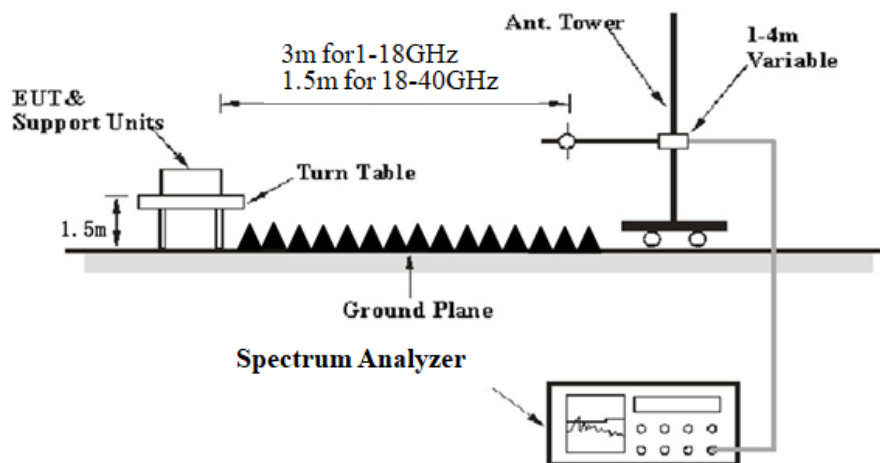 Ant. Tower
1-4m
Variable
3m for1-18GHz
1.5m for 18-40GHz
EUT&
Support Units
Turn Table
1.5m
Ground Plane
Spectrum Analyzer